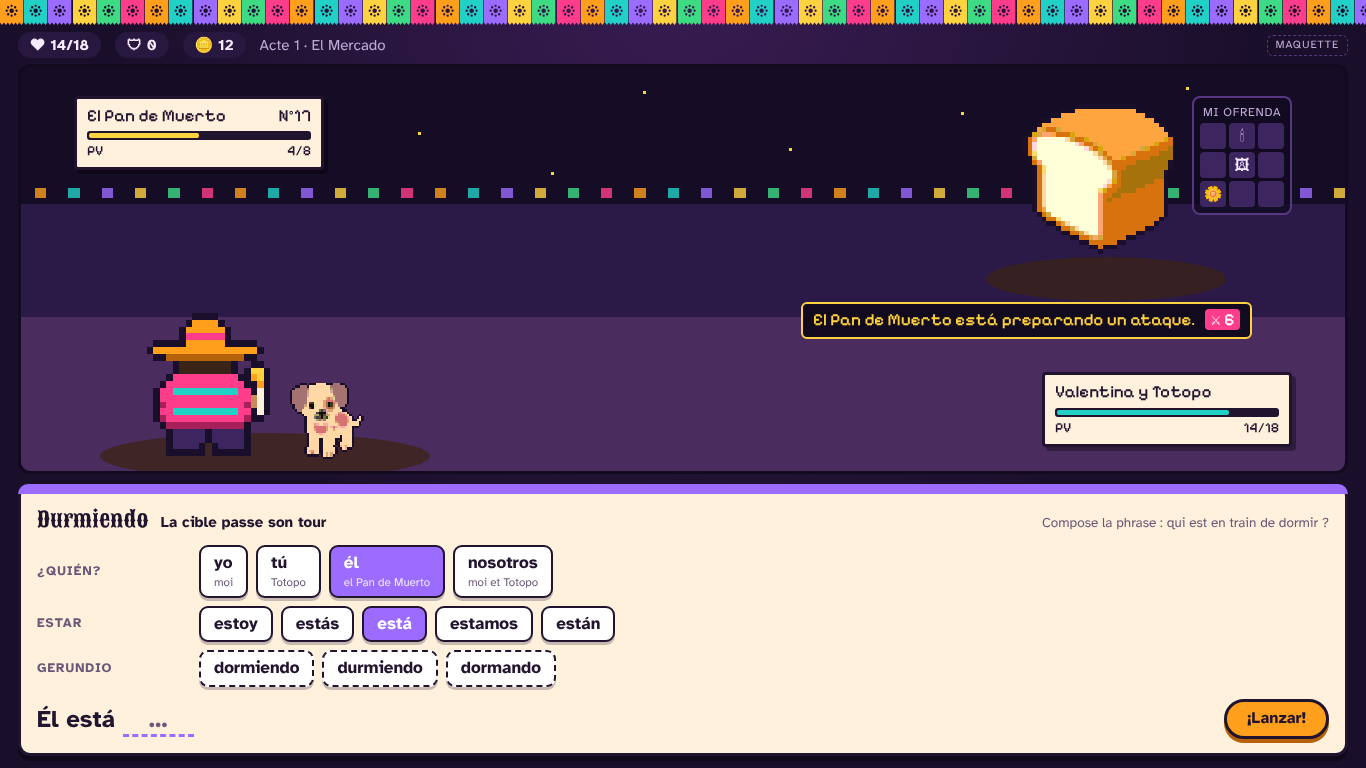 14/18 0 12 Acte 1 · El Mercado MAQUETTE
El Pan de Muerto N°17
PV 4/8
MI OFRENDA
El Pan de Muerto está preparando un ataque. × 6
Valentina y Totopo
PV 14/18
Durmiendo La cible passe son tour Compose la phrase : qui est en train de dormir ?
¿QUIÉN? yo tú él nosotros
moi Totopo el Pan de Muerto moi et Totopo
ESTAR estoy estás está estamos están
GERUNDIO dormiendo durmiendo dormando
Él está ... ¡Lanzar!